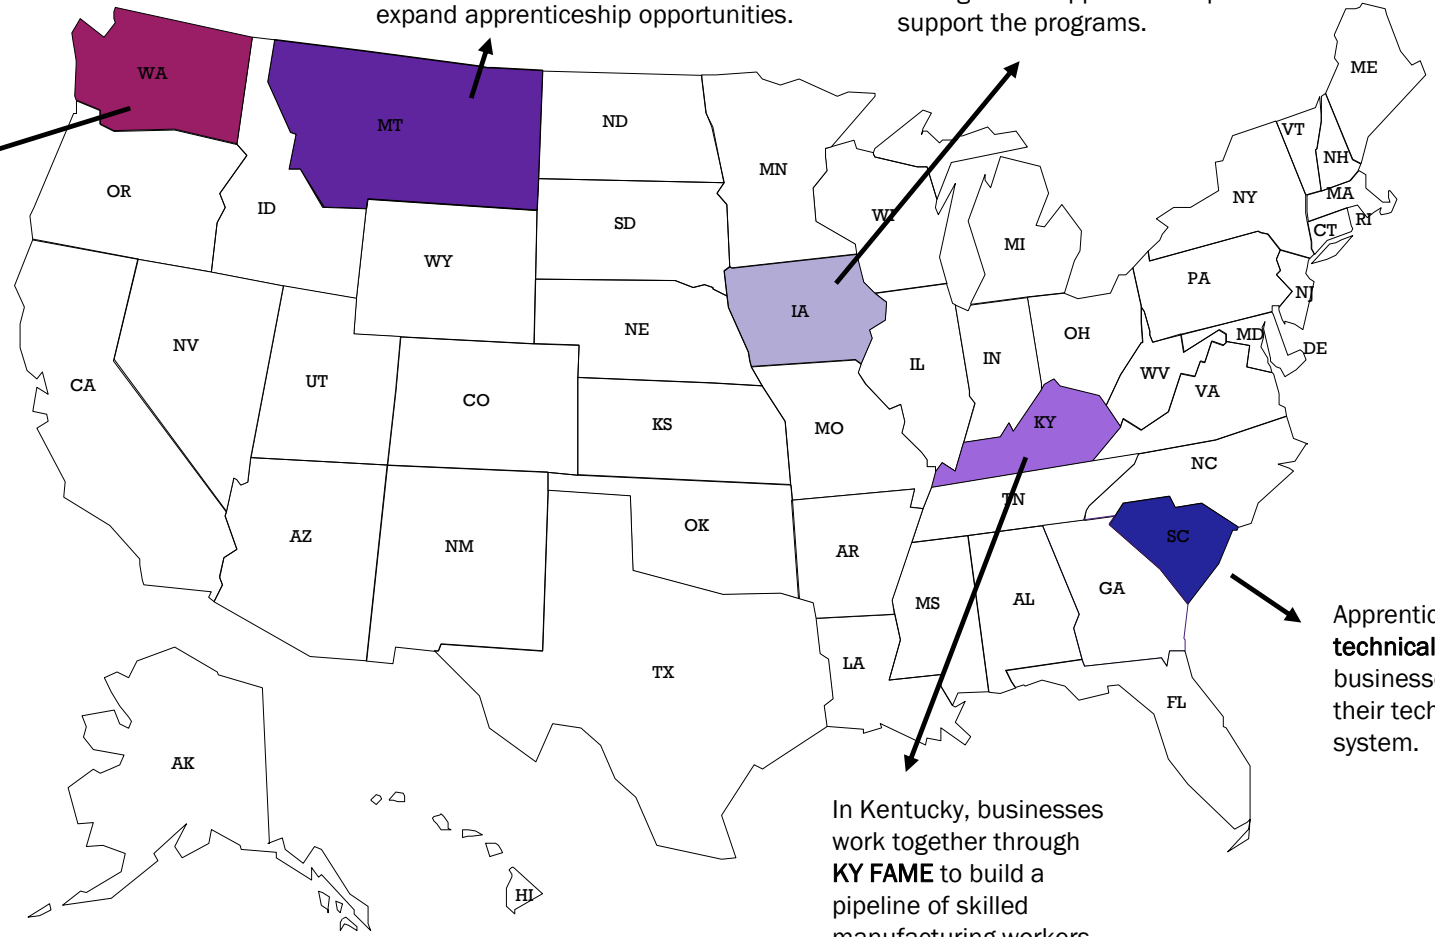 expand apprenticeship opportunities.
support the programs.
WA
MT
ND
MN
ME
VT
NH
OR
ID
SD
WI
MI
NY
MA
RI
CT
WY
PA
NJ
IA
NE
NV
OH
MD
DE
CA
UT
CO
IL
IN
WV
VA
KS
MO
KY
NC
AZ
NM
OK
AR
TN
SC
MS
AL
GA
TX
LA
FL
AK
HI
technical
their tech
system.
In Kentucky, businesses
work together through
KY FAME to build a
pipeline of skilled
manufacturing workers